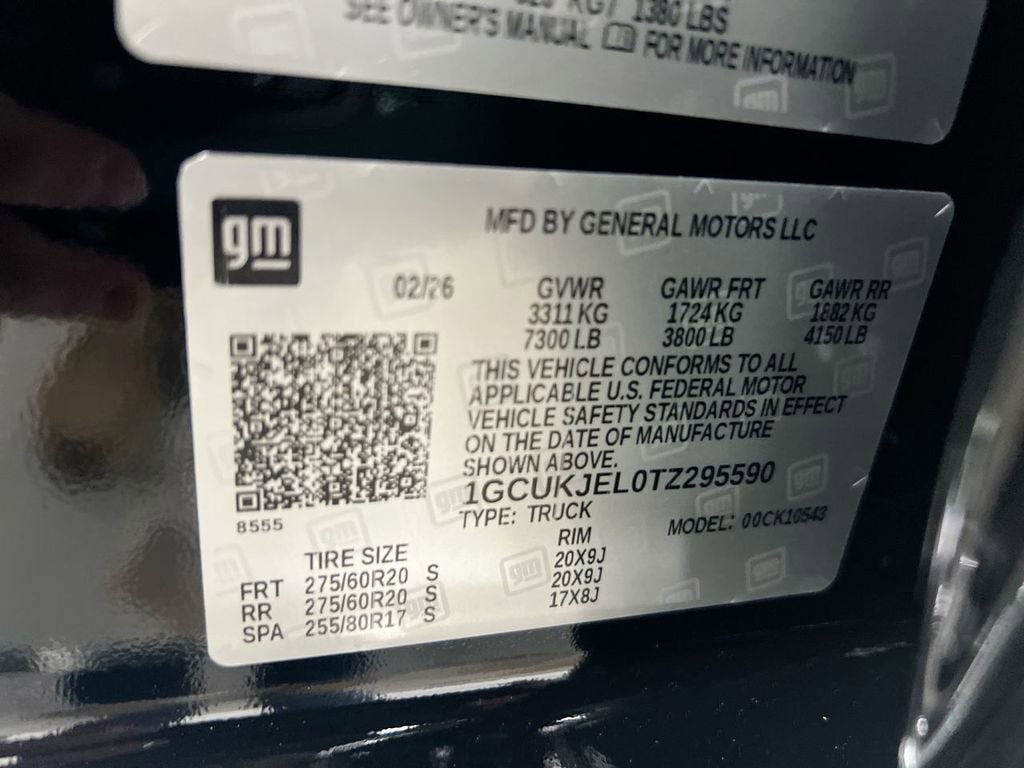 KG / 1380 LBS
SEE OWNER'S MANUAL FOR MORE INFORMATION
gm
MFD BY GENERAL MOTORS LLC
02/26 GVWR GAWR FRT GAWR RR
3311 KG 1724 KG 1882 KG
7300 LB 3800 LB 4150 LB
THIS VEHICLE CONFORMS TO ALL
APPLICABLE U.S. FEDERAL MOTOR
VEHICLE SAFETY STANDARDS IN EFFECT
ON THE DATE OF MANUFACTURE
SHOWN ABOVE.
1GCUKJEL0TZ295590
8555
TYPE: TRUCK MODEL: 00CK10543
TIRE SIZE RIM
FRT 275/60R20 S 20X9J
RR 275/60R20 S 20X9J
SPA 255/80R17 S 17X8J